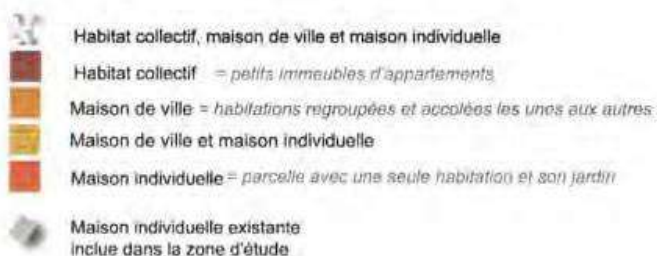 Habitat collectif, maison de ville et maison individuelle
Habitat collectif = petits immeubles d'appartements
Maison de ville = habitations regroupées et accolées les unes aux autres
Maison de ville et maison individuelle
Maison individuelle = parcelle avec une seule habitation et son jardin
Maison individuelle existante
inclue dans la zone d'étude